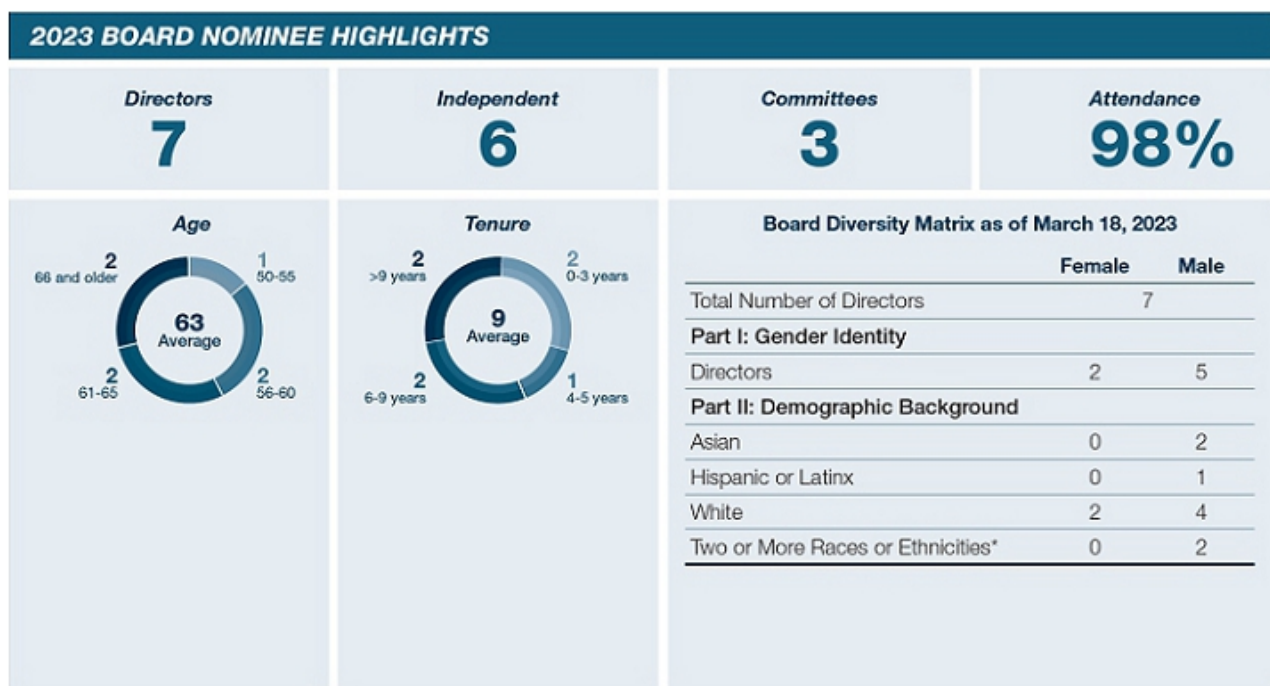 2023 BOARD NOMINEE HIGHLIGHTS
Directors
7
Independent
6
Committees
3
Attendance
98%
Age
2
66 and older
1
50-55
63
Average
2
61-65
2
56-60
Tenure
2
>9 years
2
0-3 years
9
Average
2
6-9 years
1
4-5 years
Board Diversity Matrix as of March 18, 2023
Female Male
Total Number of Directors 7
Part I: Gender Identity
Directors 2 5
Part II: Demographic Background
Asian 0 2
Hispanic or Latinx 0 1
White 2 4
Two or More Races or Ethnicities* 0 2